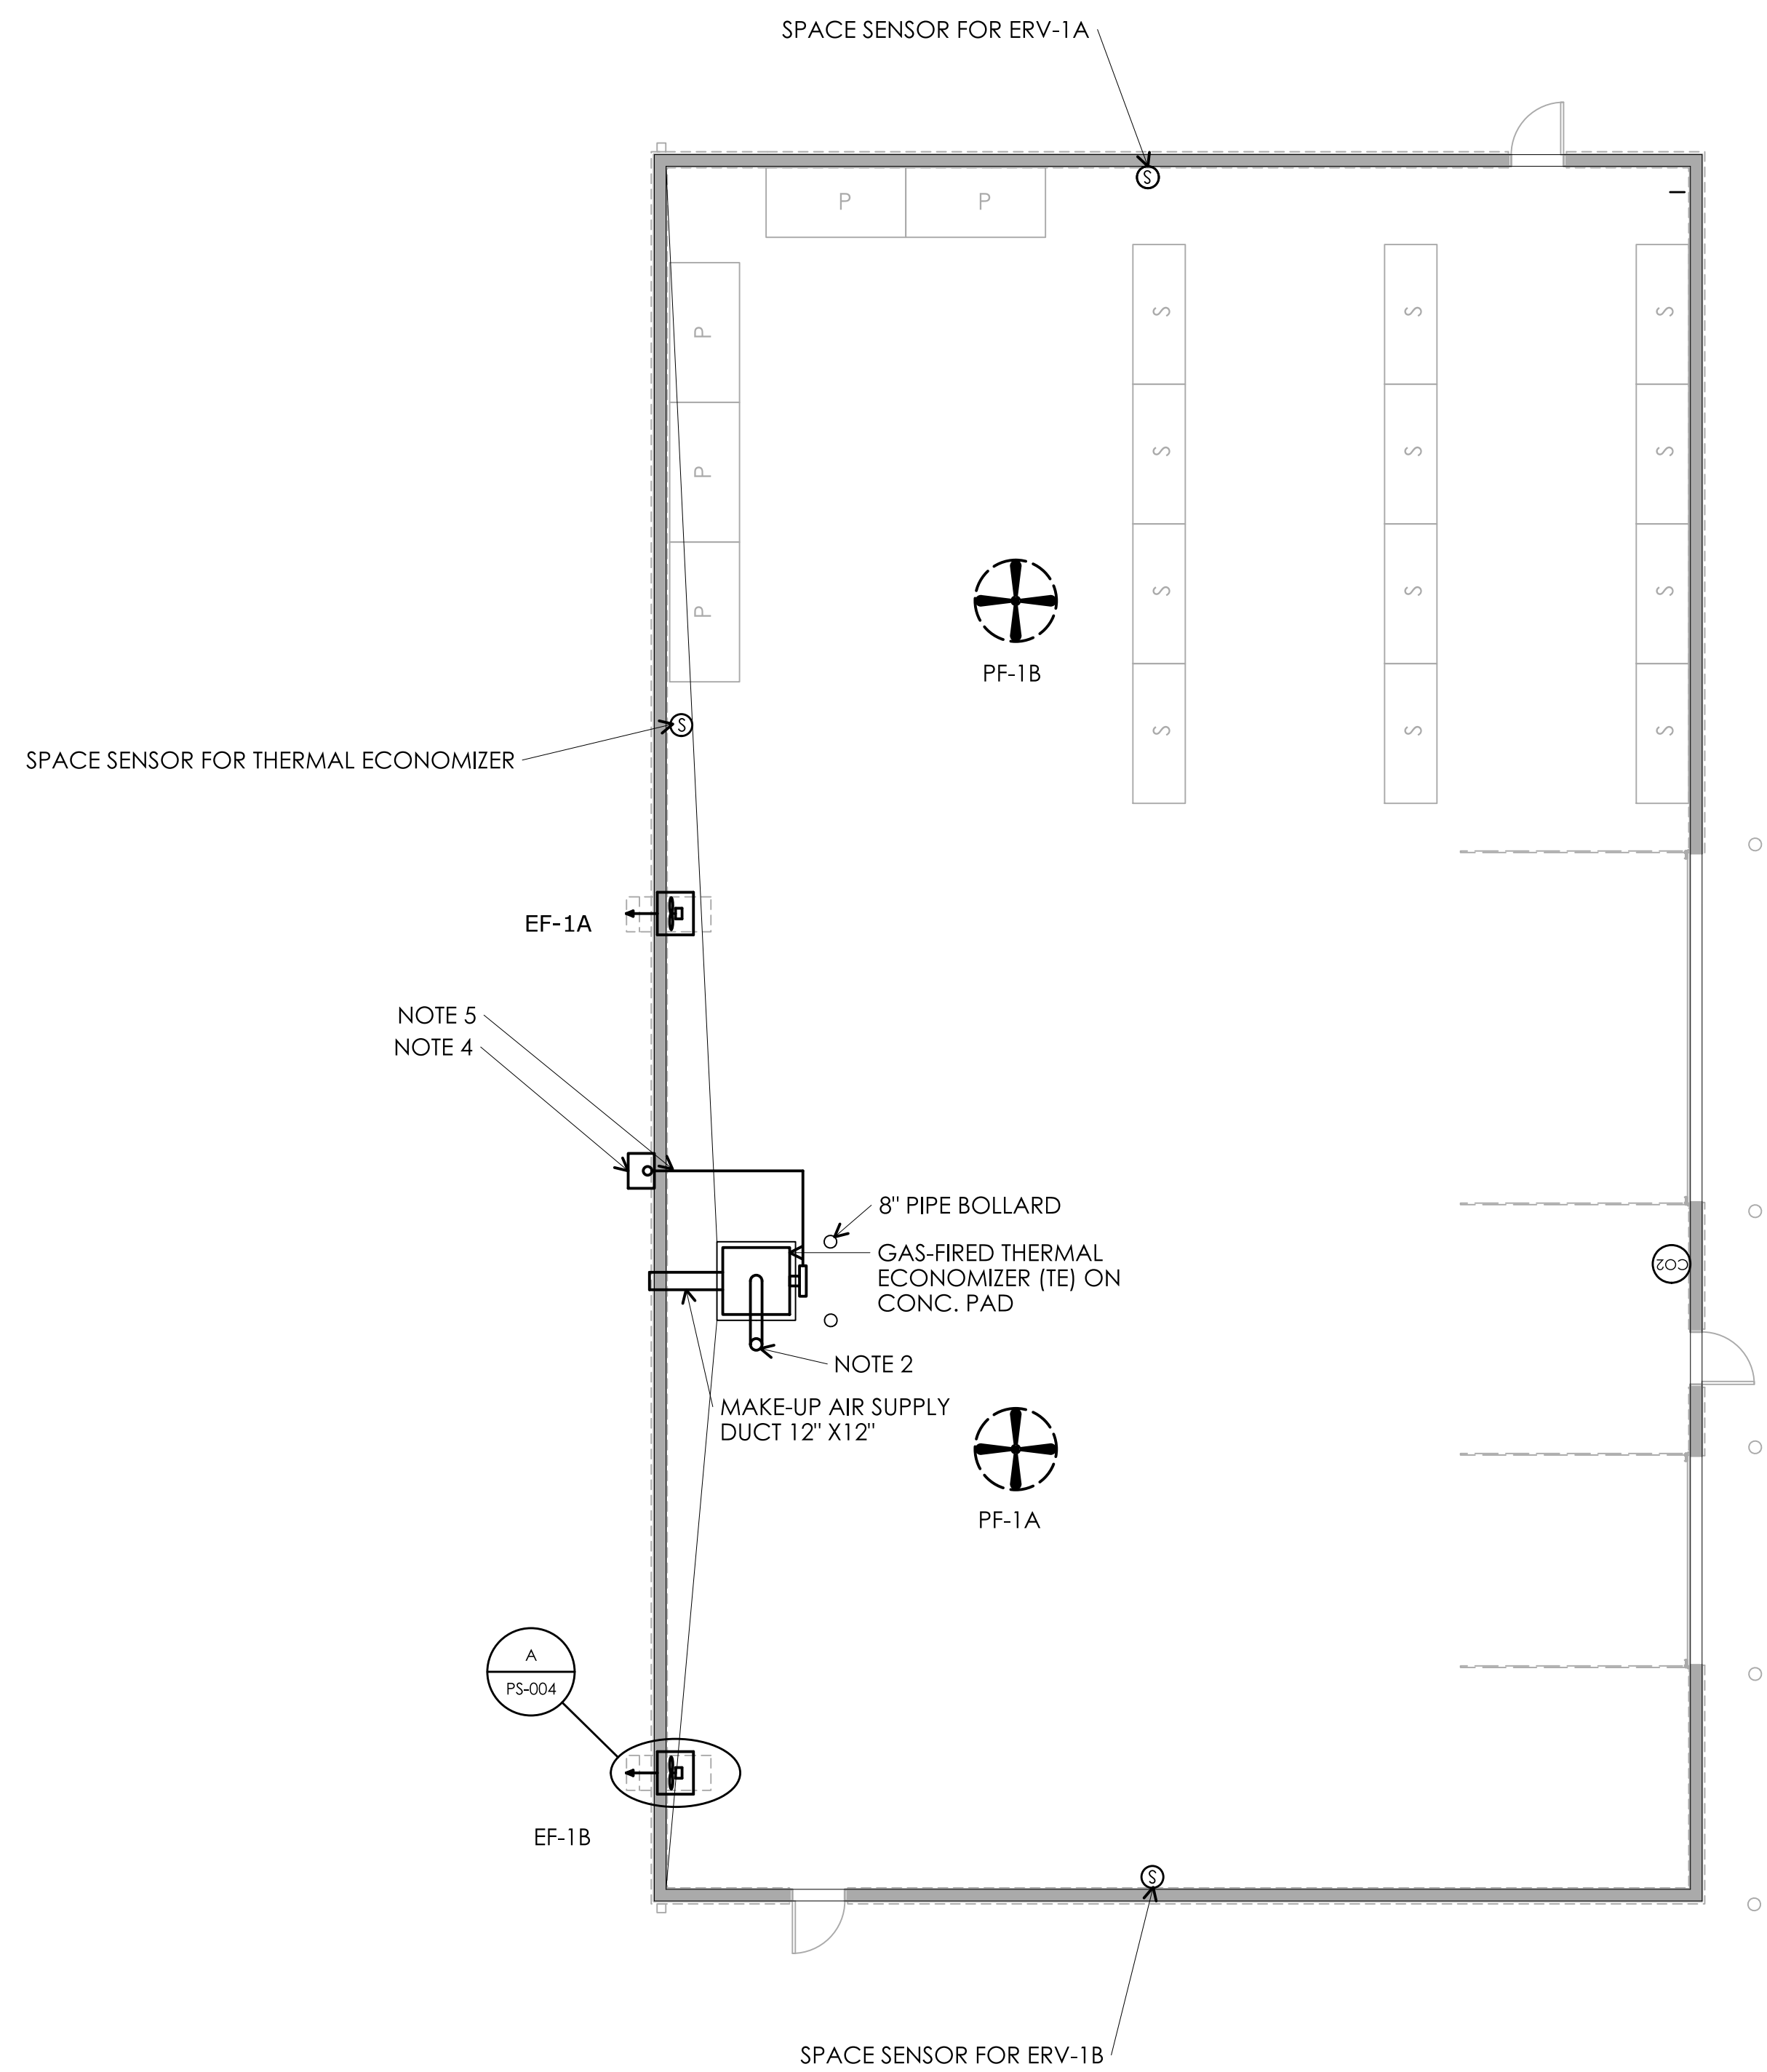 SPACE SENSOR FOR ERV-1A
S
P P
P
S S S
P
S S S
P
S S S
PF-1B
S
S S S
SPACE SENSOR FOR THERMAL ECONOMIZER
EF-1A
NOTE 5
NOTE 4
8" PIPE BOLLARD
GAS-FIRED THERMAL
ECONOMIZER (TE) ON
CONC. PAD
CO2
NOTE 2
MAKE-UP AIR SUPPLY
DUCT 12" X12"
PF-1A
A
PS-004
EF-1B
S
SPACE SENSOR FOR ERV-1B